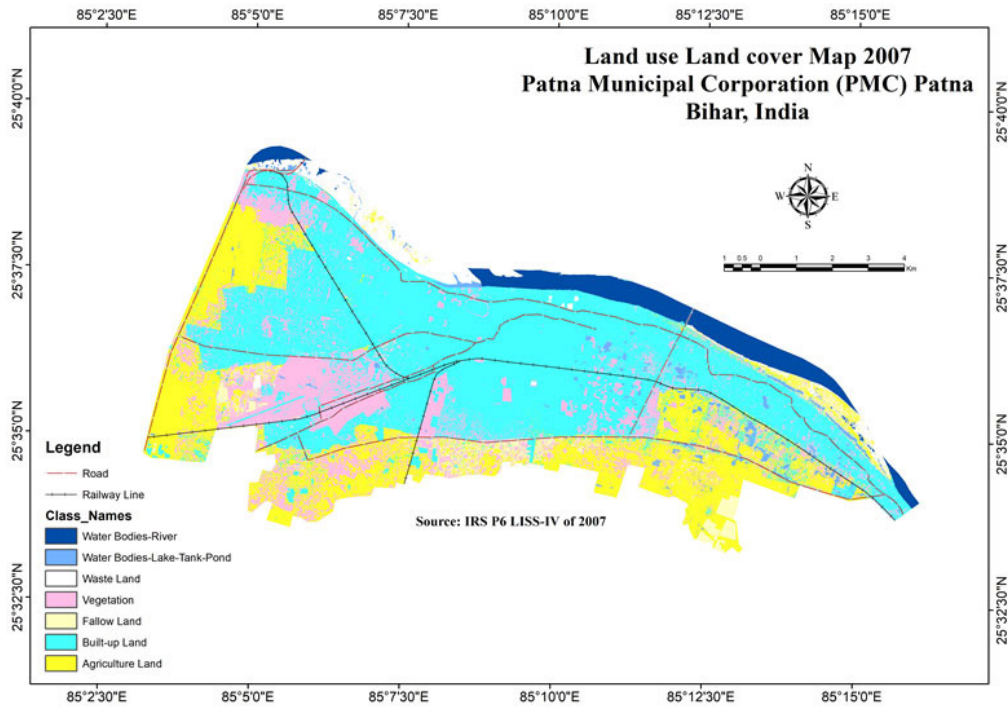 85°2'30"E 85°5'0"E 85°7'30"E 85°10'0"E 85°12'30"E 85°15'0"E
Land use Land cover Map 2007
Patna Municipal Corporation (PMC) Patna
Bihar, India
25°40'0"N
25°40'0"N
N
W E
S
1 0.5 0 1 2 3 4
Km
25°37'30"N
25°37'30"N
25°35'0"N
25°35'0"N
Legend
Road
Railway Line
Class_Names
Water Bodies-River
Water Bodies-Lake-Tank-Pond
Waste Land
Vegetation
Fallow Land
Built-up Land
Agriculture Land
Source: IRS P6 LISS-IV of 2007
25°32'30"N
25°32'30"N
85°2'30"E 85°5'0"E 85°7'30"E 85°10'0"E 85°12'30"E 85°15'0"E